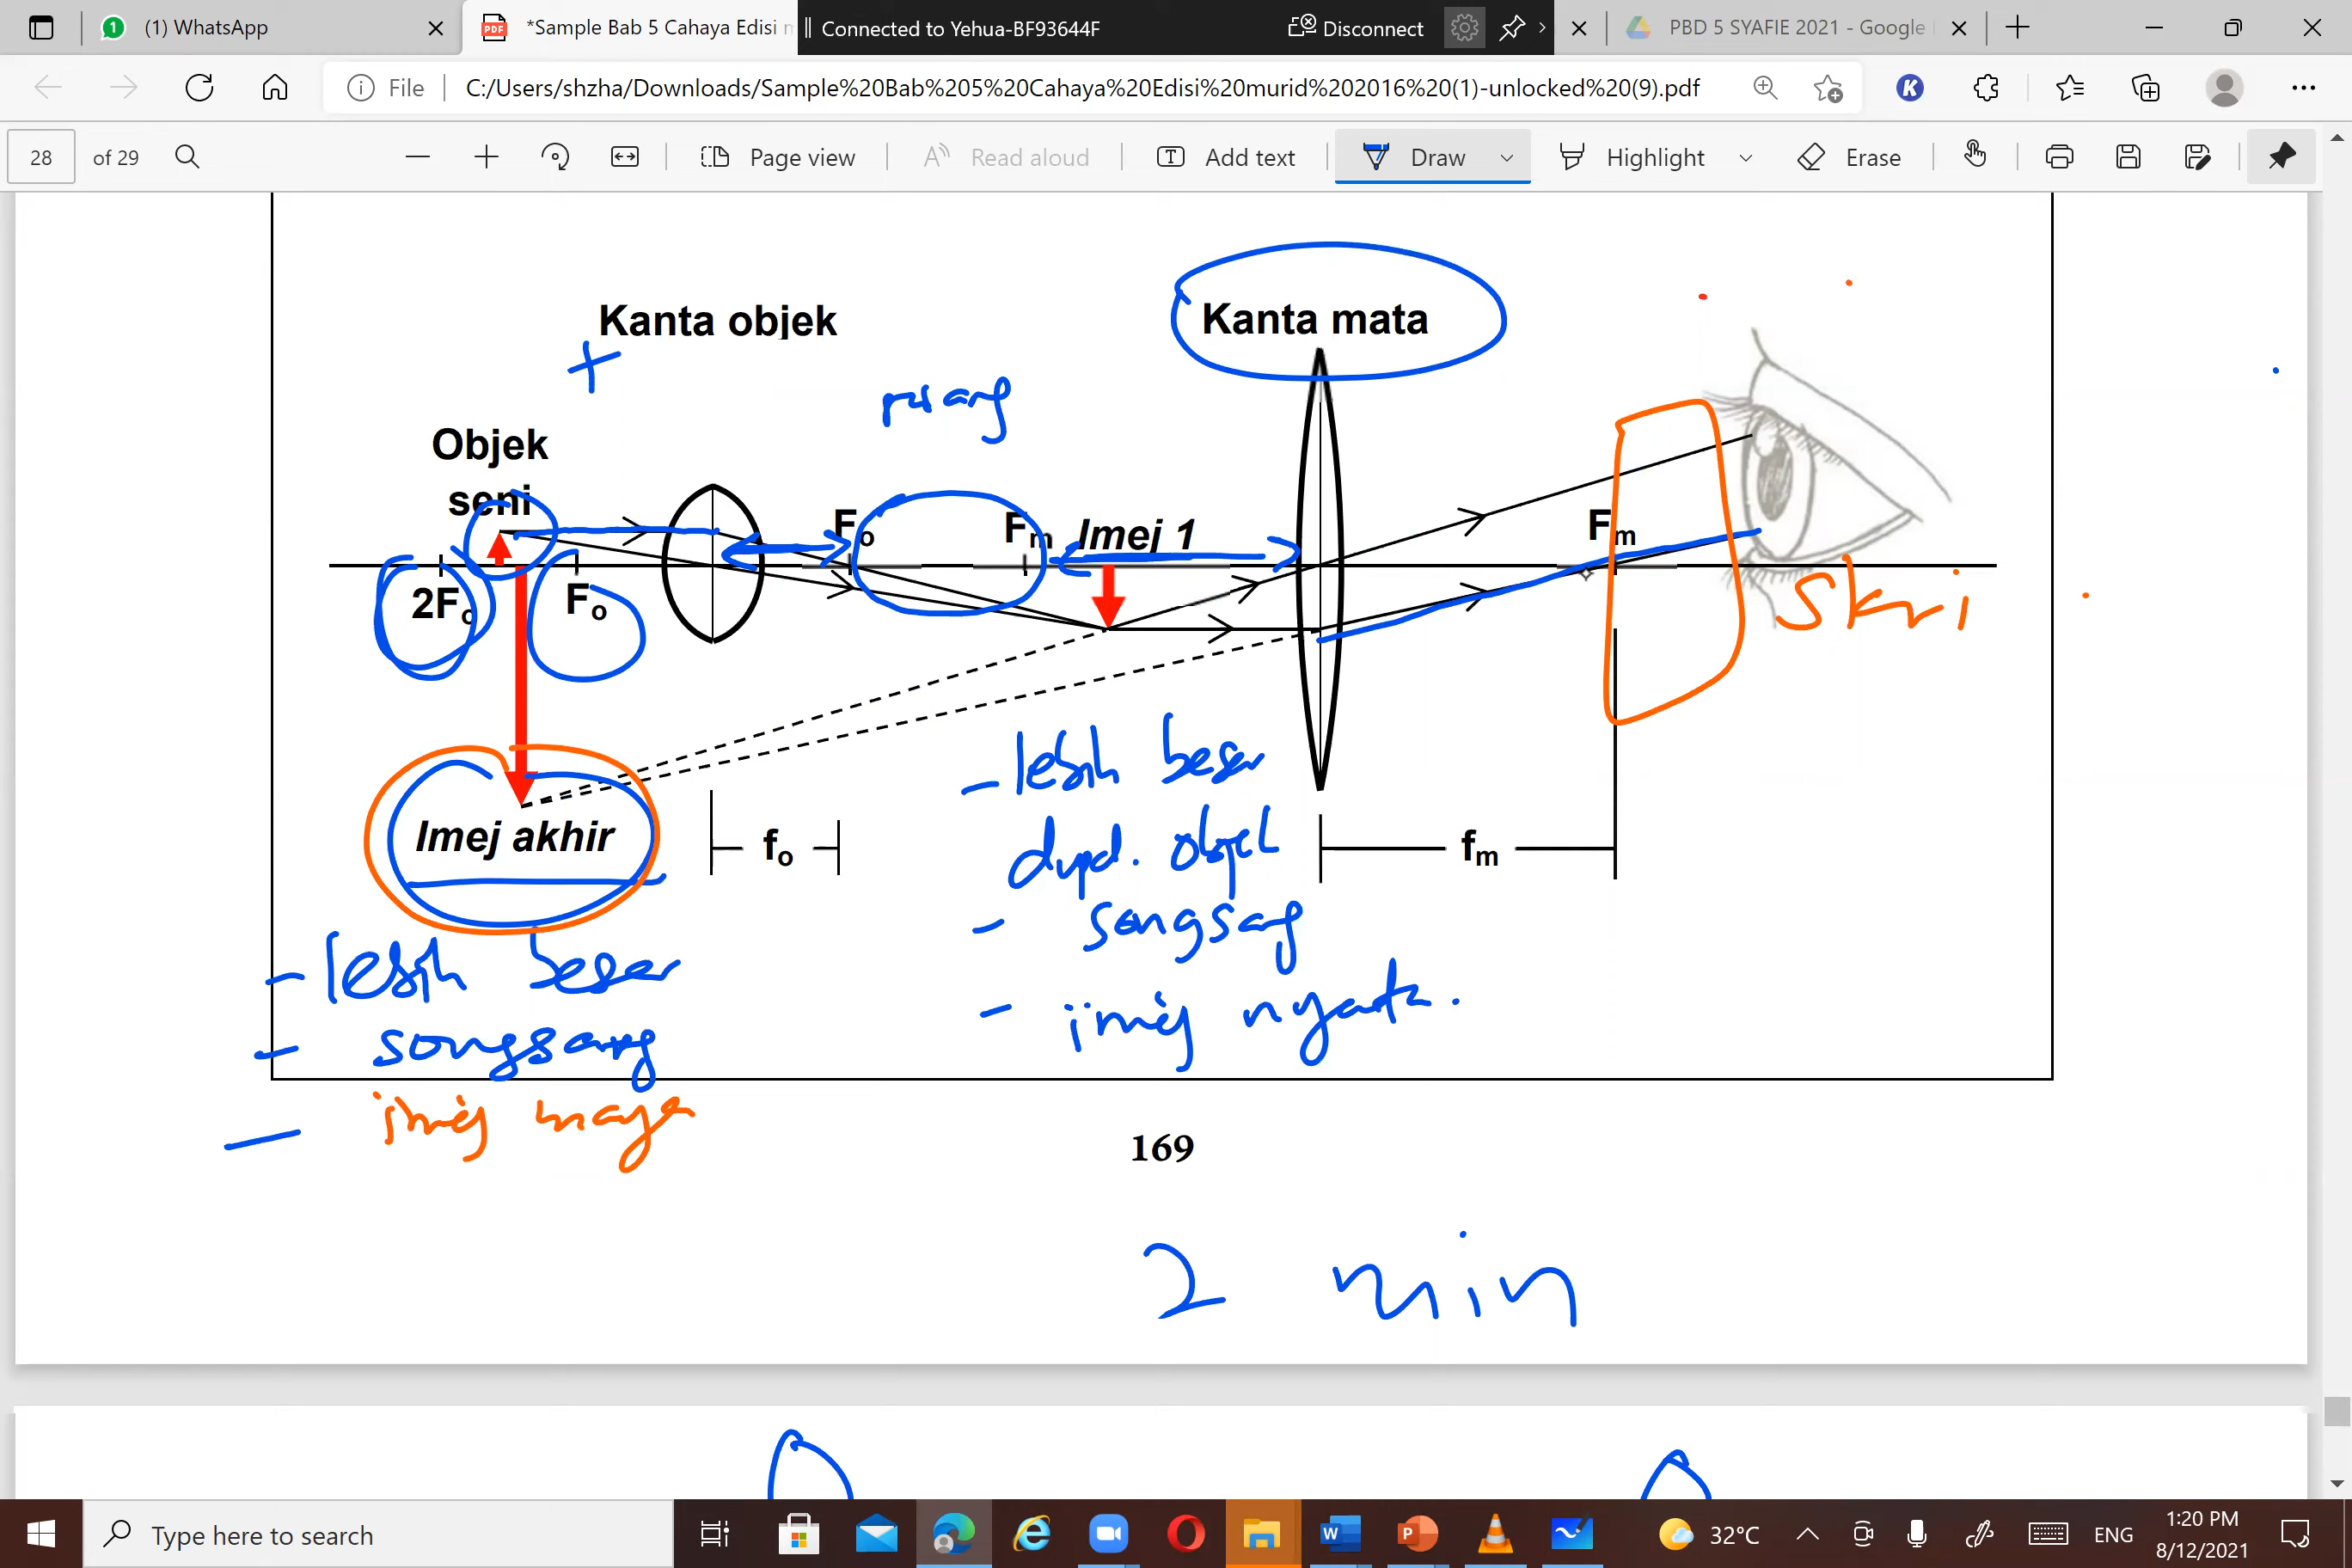 (1) WhatsApp
*Sample Bab 5 Cahaya Edisi m
Connected to Yehua-BF93644F
Disconnect
PBD 5 SYAFIE 2021 - Google
File
C:/Users/shzha/Downloads/Sample%20Bab%205%20Cahaya%20Edisi%20murid%202016%20(1)-unlocked%20(9).pdf
28 of 29
Page view
Read aloud
Add text
Draw
Highlight
Erase
Kanta objek
+
Kanta mata
ruang
Objek
seni
Fo
Fm
Imej 1
Fm
2Fo
Fo
Skri
Imej akhir
fo
fm
- lebih besar
drpd. objek
- songsang
- imej nyata.
- lebih besar
- songsang
- imej maya
169
2 min
Type here to search
32°C
ENG
1:20 PM
8/12/2021